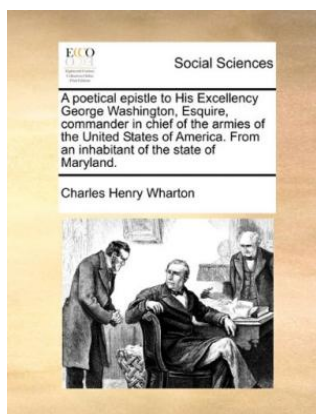 ECCO
Social Sciences
A poetical epistle to His Excellency
George Washington, Esquire,
commander in chief of the armies of
the United States of America. From
an inhabitant of the state of
Maryland.
Charles Henry Wharton